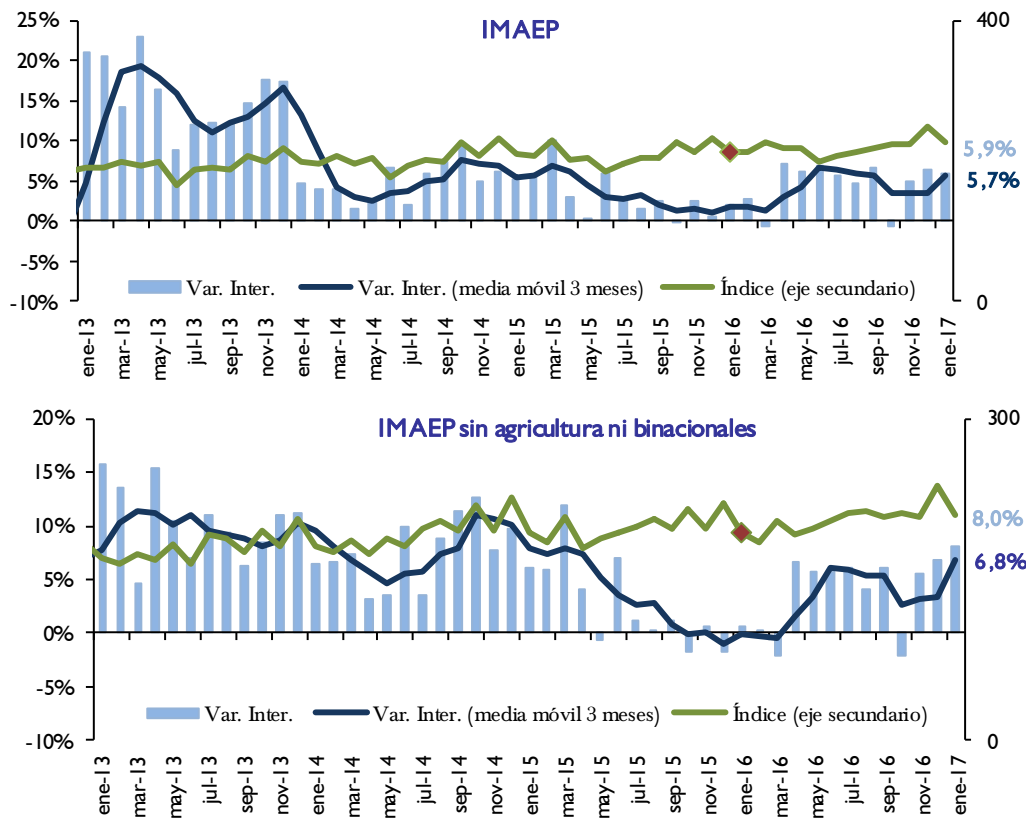 IMAEP
25%
20%
15%
10%
5%
0%
-5%
-10%
400
0
5,9%
5,7%
Var. Inter.
Var. Inter. (media móvil 3 meses)
Índice (eje secundario)
ene-13
mar-13
may-13
jul-13
sep-13
nov-13
ene-14
mar-14
may-14
jul-14
sep-14
nov-14
ene-15
mar-15
may-15
jul-15
sep-15
nov-15
ene-16
mar-16
may-16
jul-16
sep-16
nov-16
ene-17
IMAEP sin agricultura ni binacionales
20%
15%
10%
5%
0%
-5%
-10%
300
0
8,0%
6,8%
Var. Inter.
Var. Inter. (media móvil 3 meses)
Índice (eje secundario)
ene-13
mar-13
may-13
jul-13
sep-13
nov-13
ene-14
mar-14
may-14
jul-14
sep-14
nov-14
ene-15
mar-15
may-15
jul-15
sep-15
nov-15
ene-16
mar-16
may-16
jul-16
sep-16
nov-16
ene-17